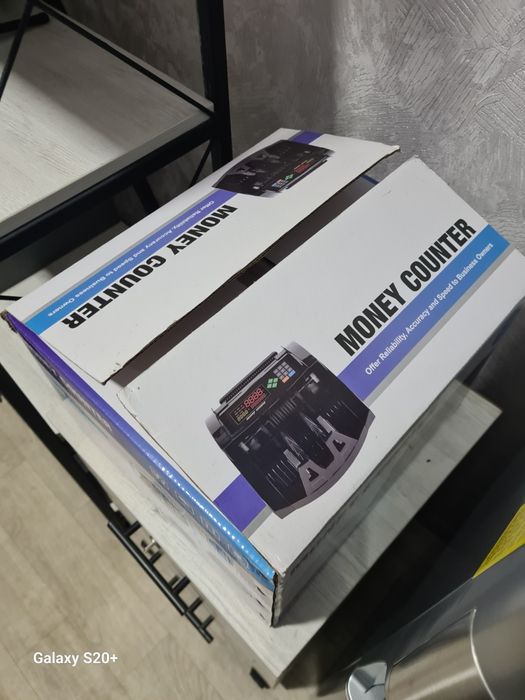 MONEY COUNTER
Offer Reliability, Accuracy and Speed to Business Owners
MONEY COUNTER
Offer Reliability, Accuracy and Speed to Business Owners
Galaxy S20+